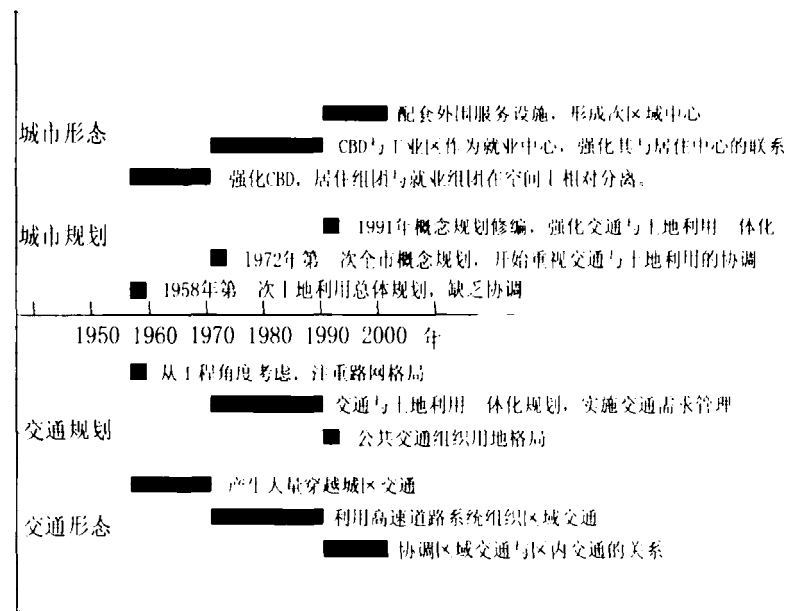 配套外围服务设施，形成次区域中心
城市形态
CBD与工业区作为就业中心，强化其与居住中心的联系
强化CBD，居住组团与就业组团在空间上相对分离。
1991年概念规划修编，强化交通与土地利用一体化
城市规划
1972年第一次全市概念规划，开始重视交通与土地利用的协调
1958年第一次土地利用总体规划，缺乏协调
1950 1960 1970 1980 1990 2000 年
从工程角度考虑，注重路网格局
交通与土地利用一体化规划，实施交通需求管理
交通规划
公共交通组织用地格局
产生大量穿越城区交通
利用高速道路系统组织区域交通
交通形态
协调区域交通与区内交通的关系